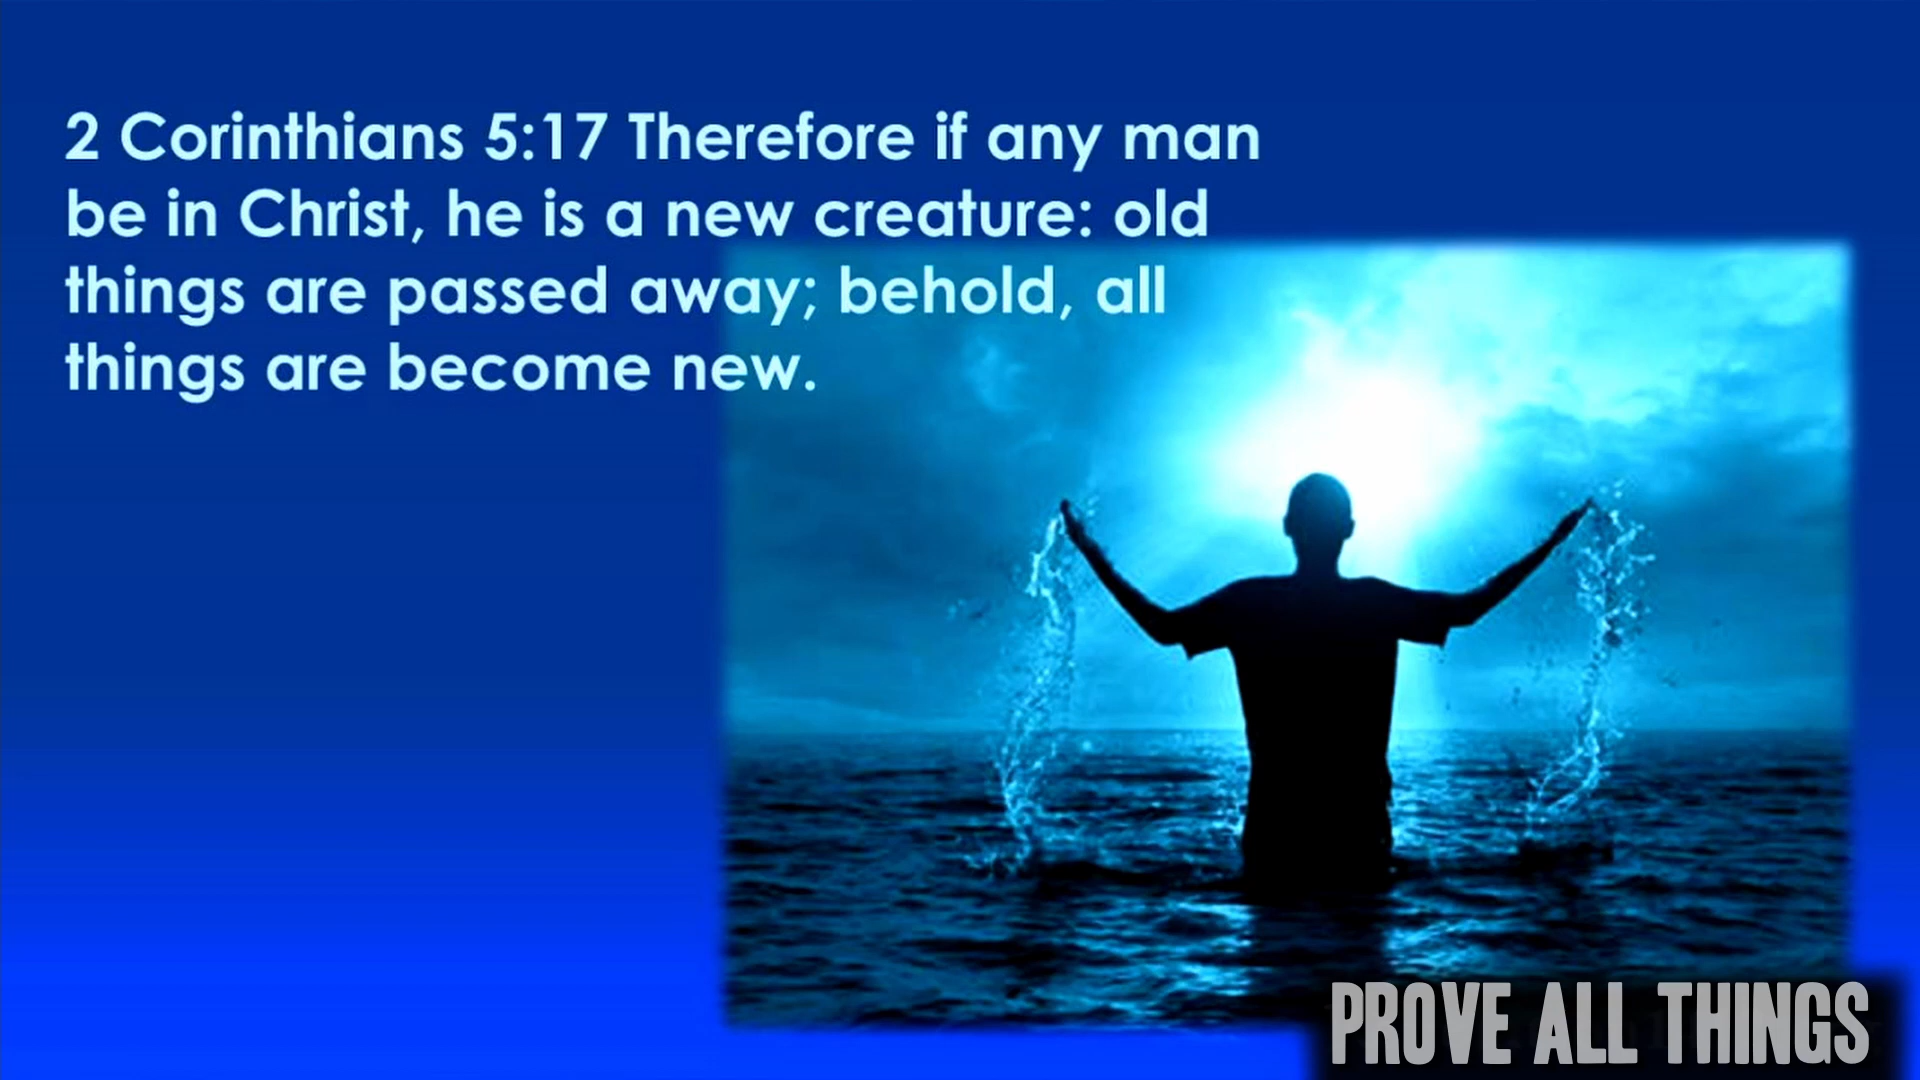 2 Corinthians 5:17 Therefore if any man
be in Christ, he is a new creature: old
things are passed away; behold, all
things are become new.
PROVE ALL THINGS